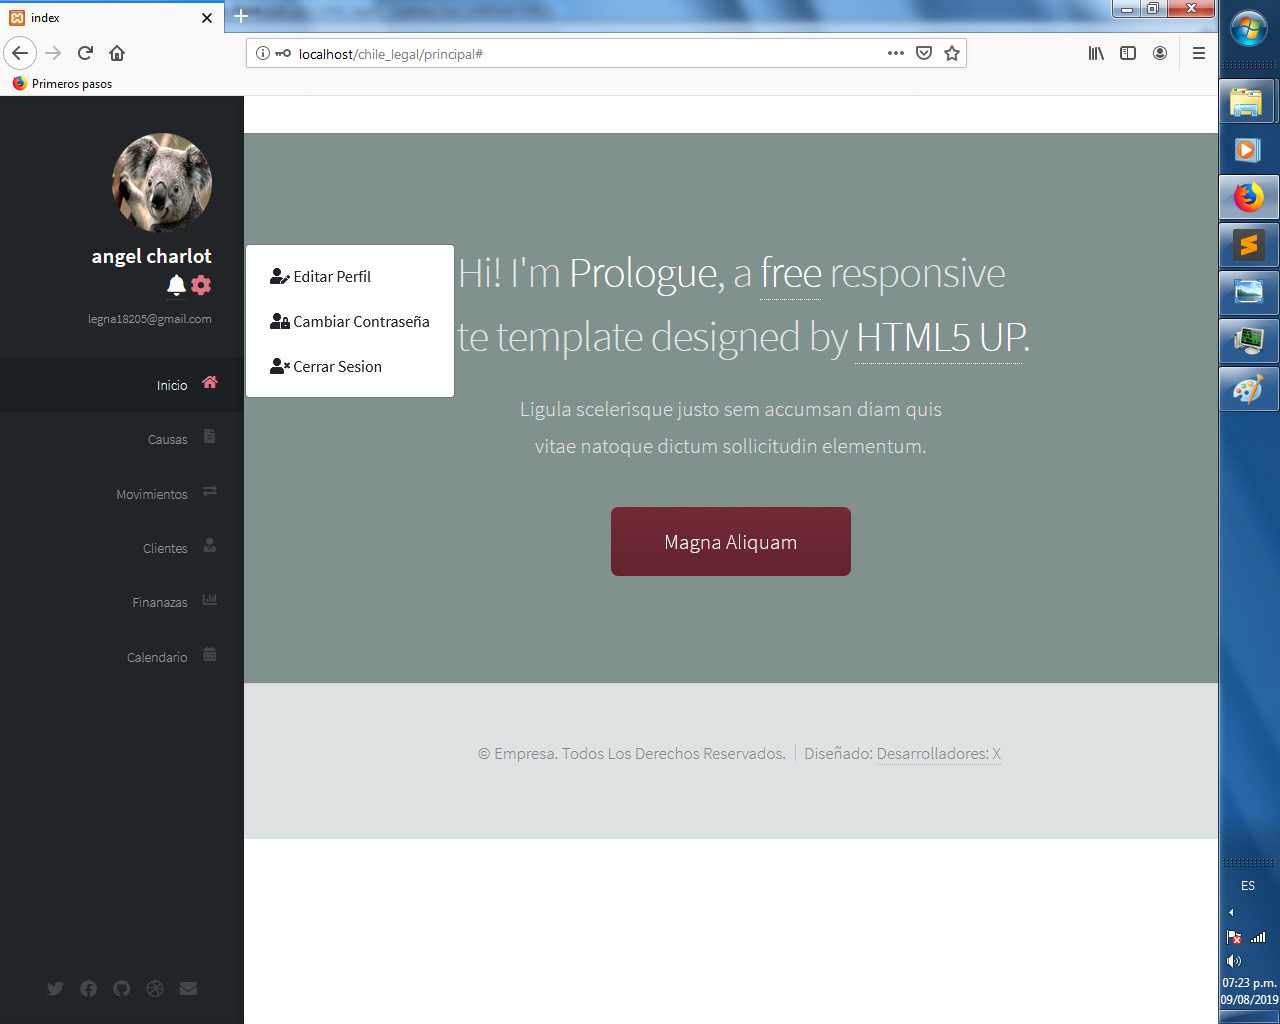 index
localhost/chile_legal/principal#
Primeros pasos
angel charlot
legna18205@gmail.com
Inicio
Causas
Movimientos
Clientes
Finanazas
Calendario
Editar Perfil
Cambiar Contraseña
Cerrar Sesion
Hi! I'm Prologue, a free responsive
te template designed by HTML5 UP.
Ligula scelerisque justo sem accumsan diam quis
vitae natoque dictum sollicitudin elementum.
Magna Aliquam
© Empresa. Todos Los Derechos Reservados. Diseñado: Desarrolladores: X
ES
07:23 p.m.
09/08/2019